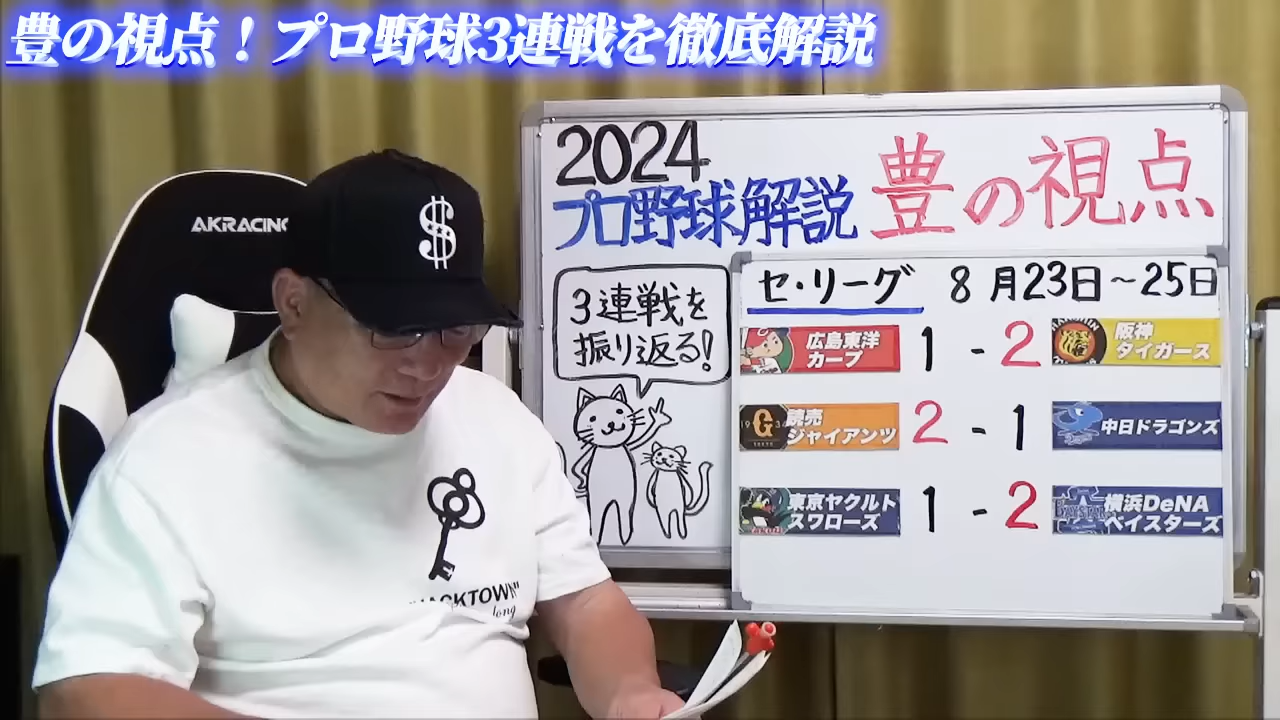 豊の視点！プロ野球3連戦を徹底解説
2024
プロ野球解説 豊の視点
3連戦を
振り返る!
セ・リーグ 8月23日～25日
広島東洋
カープ
1 - 2
阪神
タイガース
G
読売
ジャイアンツ
2 - 1
中日ドラゴンズ
東京ヤクルト
スワローズ
1 - 2
横浜DeNA
ベイスターズ
AKRACING
$
long